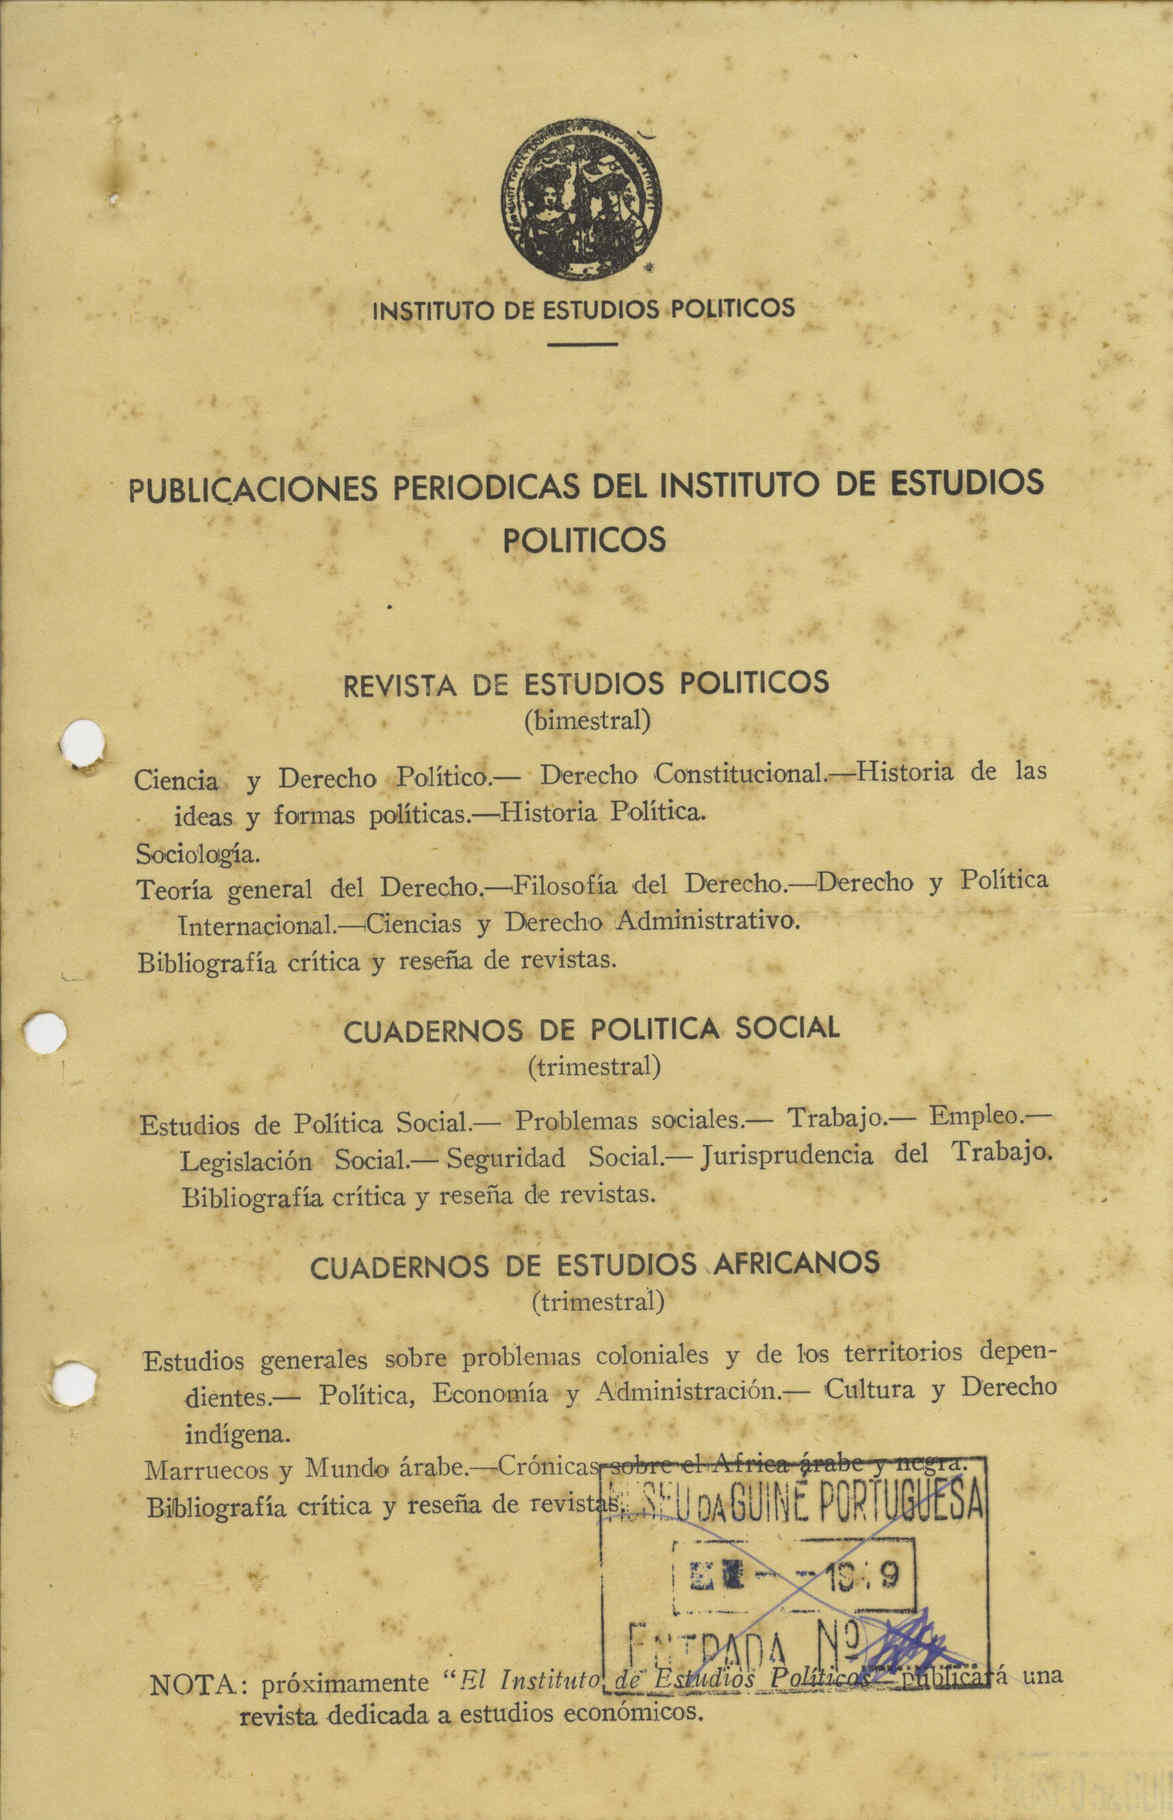 INSTITUTO DE ESTUDIOS POLITICOS
PUBLICACIONES PERIODICAS DEL INSTITUTO DE ESTUDIOS
POLITICOS
REVISTA DE ESTUDIOS POLITICOS
(bimestral)
Ciencia y Derecho Político.— Derecho Constitucional.—Historia de las
ideas y formas políticas.—Historia Política.
Sociología.
Teoría general del Derecho.—Filosofía del Derecho.—Derecho y Política
Internacional.—Ciencias y Derecho Administrativo.
Bibliografía crítica y reseña de revistas.
CUADERNOS DE POLITICA SOCIAL
(trimestral)
Estudios de Política Social.— Problemas sociales.— Trabajo.— Empleo.—
Legislación Social.— Seguridad Social.— Jurisprudencia del Trabajo.
Bibliografía crítica y reseña de revistas.
CUADERNOS DE ESTUDIOS AFRICANOS
(trimestral)
Estudios generales sobre problemas coloniales y de los territorios depen-
dientes.— Política, Economía y Administración.— Cultura y Derecho
indígena.
Marruecos y Mundo árabe.—Crónicas sobre el Africa árabe y negra.
Bibliografía crítica y reseña de revistas.
MUSEU DA GUINÉ PORTUGUESA
ENTRADA Nº
NOTA: próximamente "El Instituto de Estudios Políticos" publicará una
revista dedicada a estudios económicos.